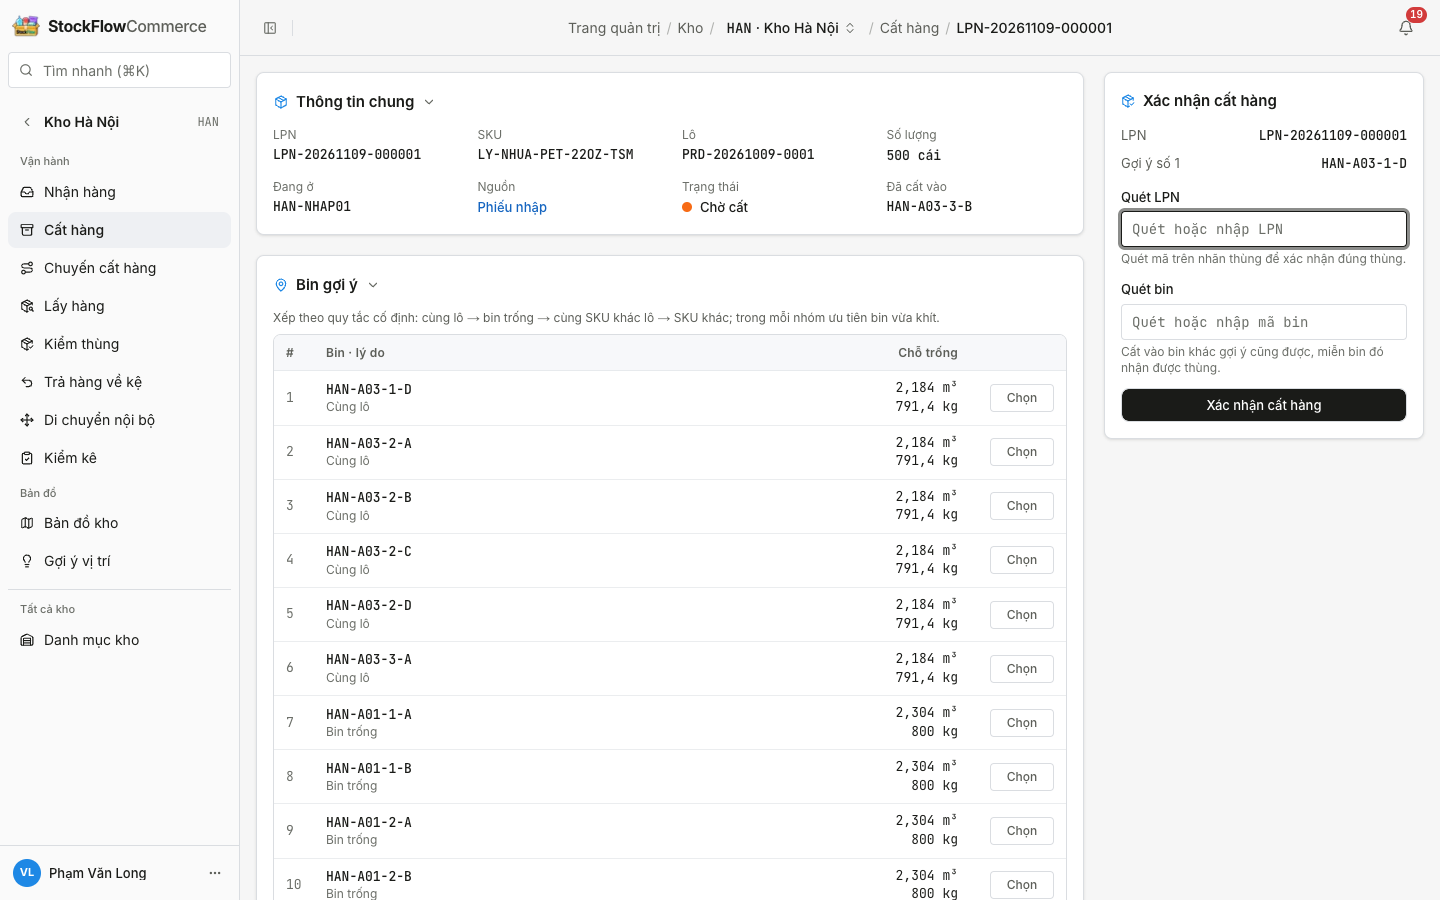 StockFlowCommerce
Tìm nhanh (⌘K)
Kho Hà Nội HAN
Vận hành
Nhận hàng
Cất hàng
Chuyến cất hàng
Lấy hàng
Kiểm thùng
Trả hàng về kệ
Di chuyển nội bộ
Kiểm kê
Bản đồ
Bản đồ kho
Gợi ý vị trí
Tất cả kho
Danh mục kho
VL Phạm Văn Long
Trang quản trị / Kho / HAN · Kho Hà Nội / Cất hàng / LPN-20261109-000001
19
Thông tin chung
LPN SKU Lô Số lượng
LPN-20261109-000001 LY-NHUA-PET-22OZ-TSM PRD-20261009-0001 500 cái
Đang ở Nguồn Trạng thái Đã cất vào
HAN-NHAP01 Phiếu nhập Chờ cất HAN-A03-3-B
Bin gợi ý
Xếp theo quy tắc cố định: cùng lô → bin trống → cùng SKU khác lô → SKU khác; trong mỗi nhóm ưu tiên bin vừa khít.
# Bin · lý do Chỗ trống
1 HAN-A03-1-D 2,184 m³ Chọn
Cùng lô 791,4 kg
2 HAN-A03-2-A 2,184 m³ Chọn
Cùng lô 791,4 kg
3 HAN-A03-2-B 2,184 m³ Chọn
Cùng lô 791,4 kg
4 HAN-A03-2-C 2,184 m³ Chọn
Cùng lô 791,4 kg
5 HAN-A03-2-D 2,184 m³ Chọn
Cùng lô 791,4 kg
6 HAN-A03-3-A 2,184 m³ Chọn
Cùng lô 791,4 kg
7 HAN-A01-1-A 2,304 m³ Chọn
Bin trống 800 kg
8 HAN-A01-1-B 2,304 m³ Chọn
Bin trống 800 kg
9 HAN-A01-2-A 2,304 m³ Chọn
Bin trống 800 kg
10 HAN-A01-2-B 2,304 m³ Chọn
Bin trống 800 kg
Xác nhận cất hàng
LPN LPN-20261109-000001
Gợi ý số 1 HAN-A03-1-D
Quét LPN
Quét hoặc nhập LPN
Quét mã trên nhãn thùng để xác nhận đúng thùng.
Quét bin
Quét hoặc nhập mã bin
Cất vào bin khác gợi ý cũng được, miễn bin đó
nhận được thùng.
Xác nhận cất hàng